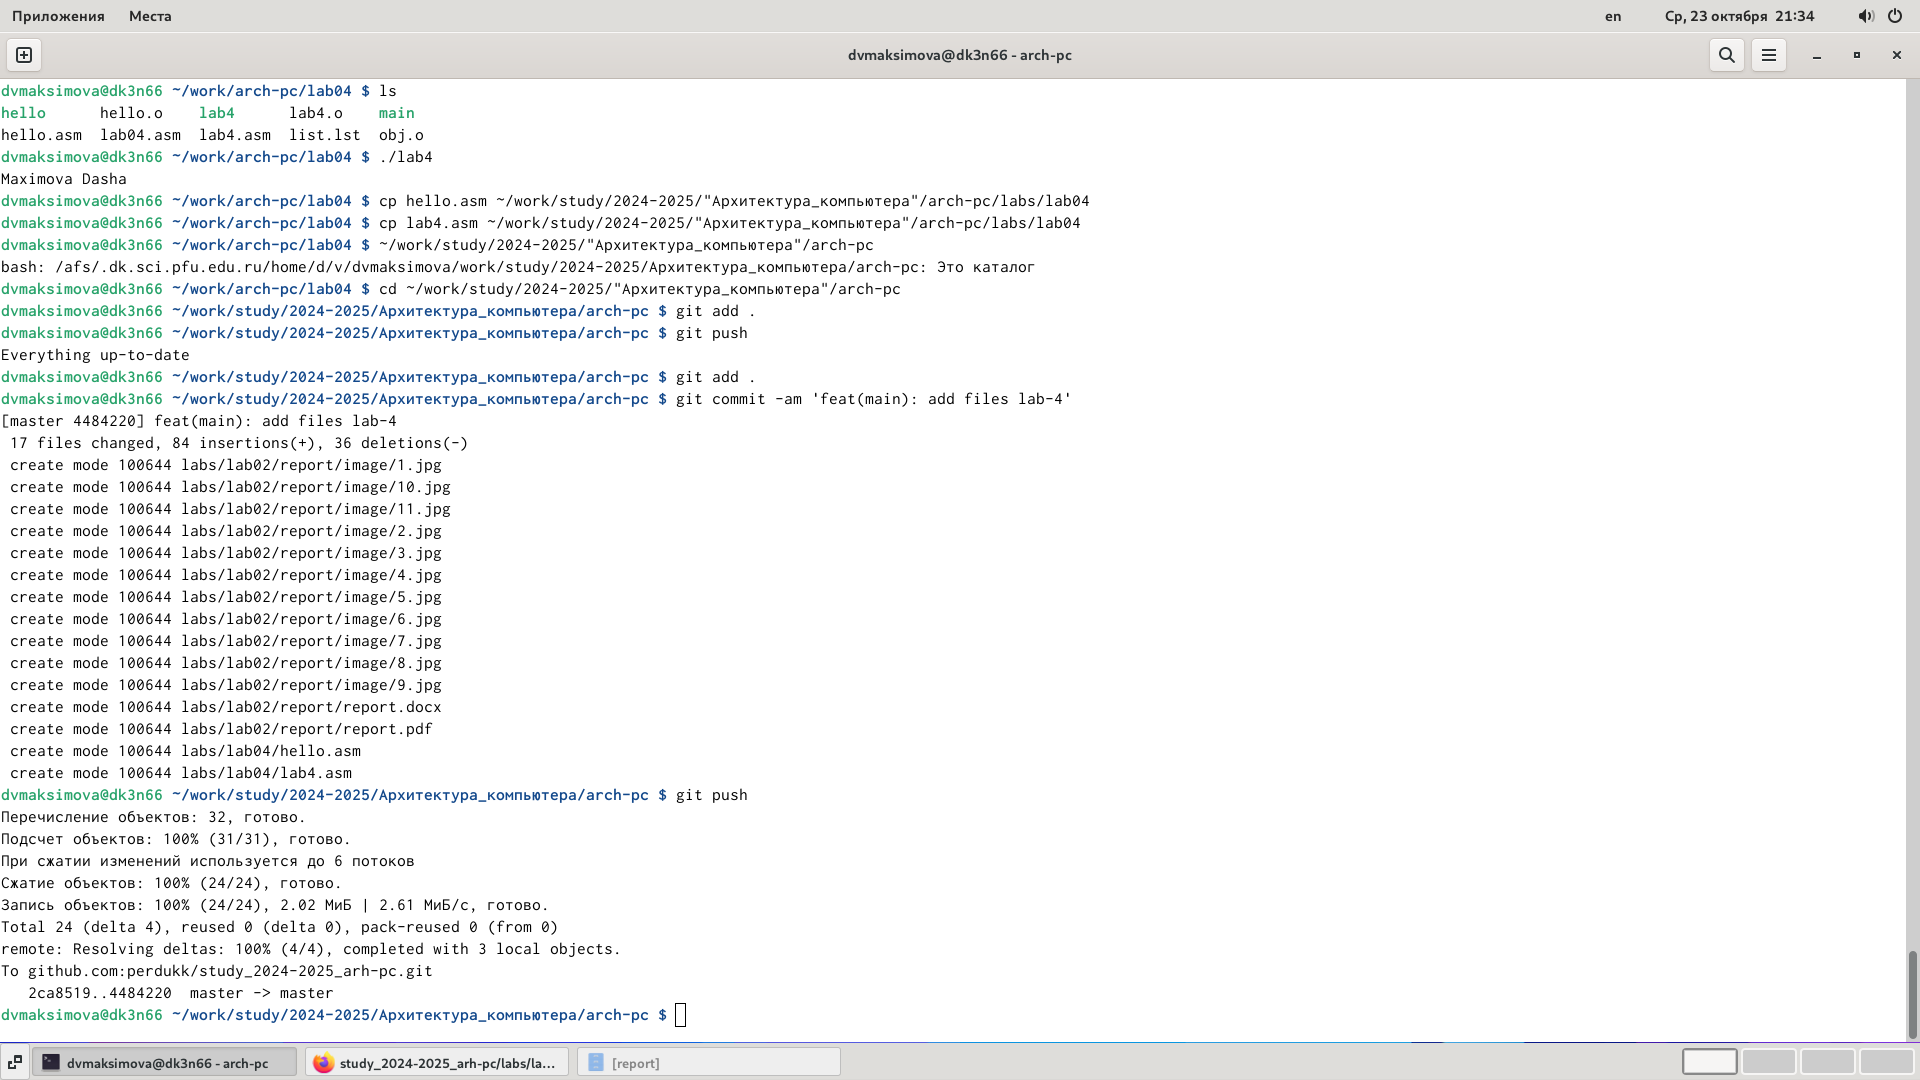 Приложения Места en Ср, 23 октября 21:34
dvmaksimova@dk3n66 - arch-pc
dvmaksimova@dk3n66 ~/work/arch-pc/lab04 $ ls
hello hello.o lab4 lab4.o main
hello.asm lab04.asm lab4.asm list.lst obj.o
dvmaksimova@dk3n66 ~/work/arch-pc/lab04 $ ./lab4
Maximova Dasha
dvmaksimova@dk3n66 ~/work/arch-pc/lab04 $ cp hello.asm ~/work/study/2024-2025/"Архитектура_компьютера"/arch-pc/labs/lab04
dvmaksimova@dk3n66 ~/work/arch-pc/lab04 $ cp lab4.asm ~/work/study/2024-2025/"Архитектура_компьютера"/arch-pc/labs/lab04
dvmaksimova@dk3n66 ~/work/arch-pc/lab04 $ ~/work/study/2024-2025/"Архитектура_компьютера"/arch-pc
bash: /afs/.dk.sci.pfu.edu.ru/home/d/v/dvmaksimova/work/study/2024-2025/Архитектура_компьютера/arch-pc: Это каталог
dvmaksimova@dk3n66 ~/work/arch-pc/lab04 $ cd ~/work/study/2024-2025/"Архитектура_компьютера"/arch-pc
dvmaksimova@dk3n66 ~/work/study/2024-2025/Архитектура_компьютера/arch-pc $ git add .
dvmaksimova@dk3n66 ~/work/study/2024-2025/Архитектура_компьютера/arch-pc $ git push
Everything up-to-date
dvmaksimova@dk3n66 ~/work/study/2024-2025/Архитектура_компьютера/arch-pc $ git add .
dvmaksimova@dk3n66 ~/work/study/2024-2025/Архитектура_компьютера/arch-pc $ git commit -am 'feat(main): add files lab-4'
[master 4484220] feat(main): add files lab-4
17 files changed, 84 insertions(+), 36 deletions(-)
create mode 100644 labs/lab02/report/image/1.jpg
create mode 100644 labs/lab02/report/image/10.jpg
create mode 100644 labs/lab02/report/image/11.jpg
create mode 100644 labs/lab02/report/image/2.jpg
create mode 100644 labs/lab02/report/image/3.jpg
create mode 100644 labs/lab02/report/image/4.jpg
create mode 100644 labs/lab02/report/image/5.jpg
create mode 100644 labs/lab02/report/image/6.jpg
create mode 100644 labs/lab02/report/image/7.jpg
create mode 100644 labs/lab02/report/image/8.jpg
create mode 100644 labs/lab02/report/image/9.jpg
create mode 100644 labs/lab02/report/report.docx
create mode 100644 labs/lab02/report/report.pdf
create mode 100644 labs/lab04/hello.asm
create mode 100644 labs/lab04/lab4.asm
dvmaksimova@dk3n66 ~/work/study/2024-2025/Архитектура_компьютера/arch-pc $ git push
Перечисление объектов: 32, готово.
Подсчет объектов: 100% (31/31), готово.
При сжатии изменений используется до 6 потоков
Сжатие объектов: 100% (24/24), готово.
Запись объектов: 100% (24/24), 2.02 МиБ | 2.61 МиБ/с, готово.
Total 24 (delta 4), reused 0 (delta 0), pack-reused 0 (from 0)
remote: Resolving deltas: 100% (4/4), completed with 3 local objects.
To github.com:perdukk/study_2024-2025_arh-pc.git
2ca8519..4484220 master -> master
dvmaksimova@dk3n66 ~/work/study/2024-2025/Архитектура_компьютера/arch-pc $
dvmaksimova@dk3n66 - arch-pc study_2024-2025_arh-pc/labs/la... [report]